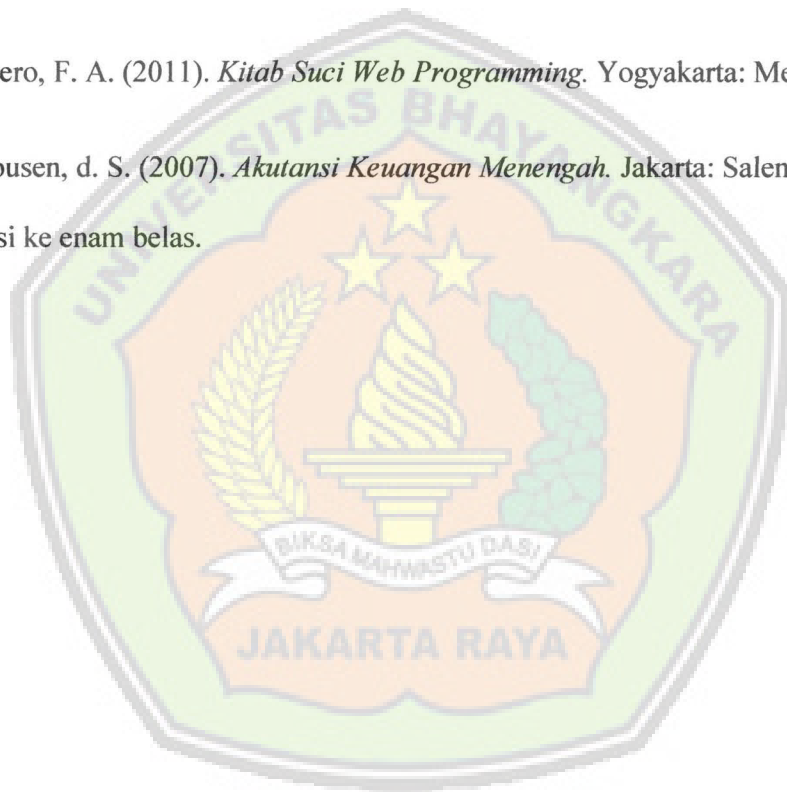 ero, F. A. (2011). Kitab Suci Web Programming. Yogyakarta: Me
ousen, d. S. (2007). Akutansi Keuangan Menengah. Jakarta: Salem
si ke enam belas.
UNIVERSITAS BHAYANGKARA
BIKSA MAHWASTU DASI
JAKARTA RAYA